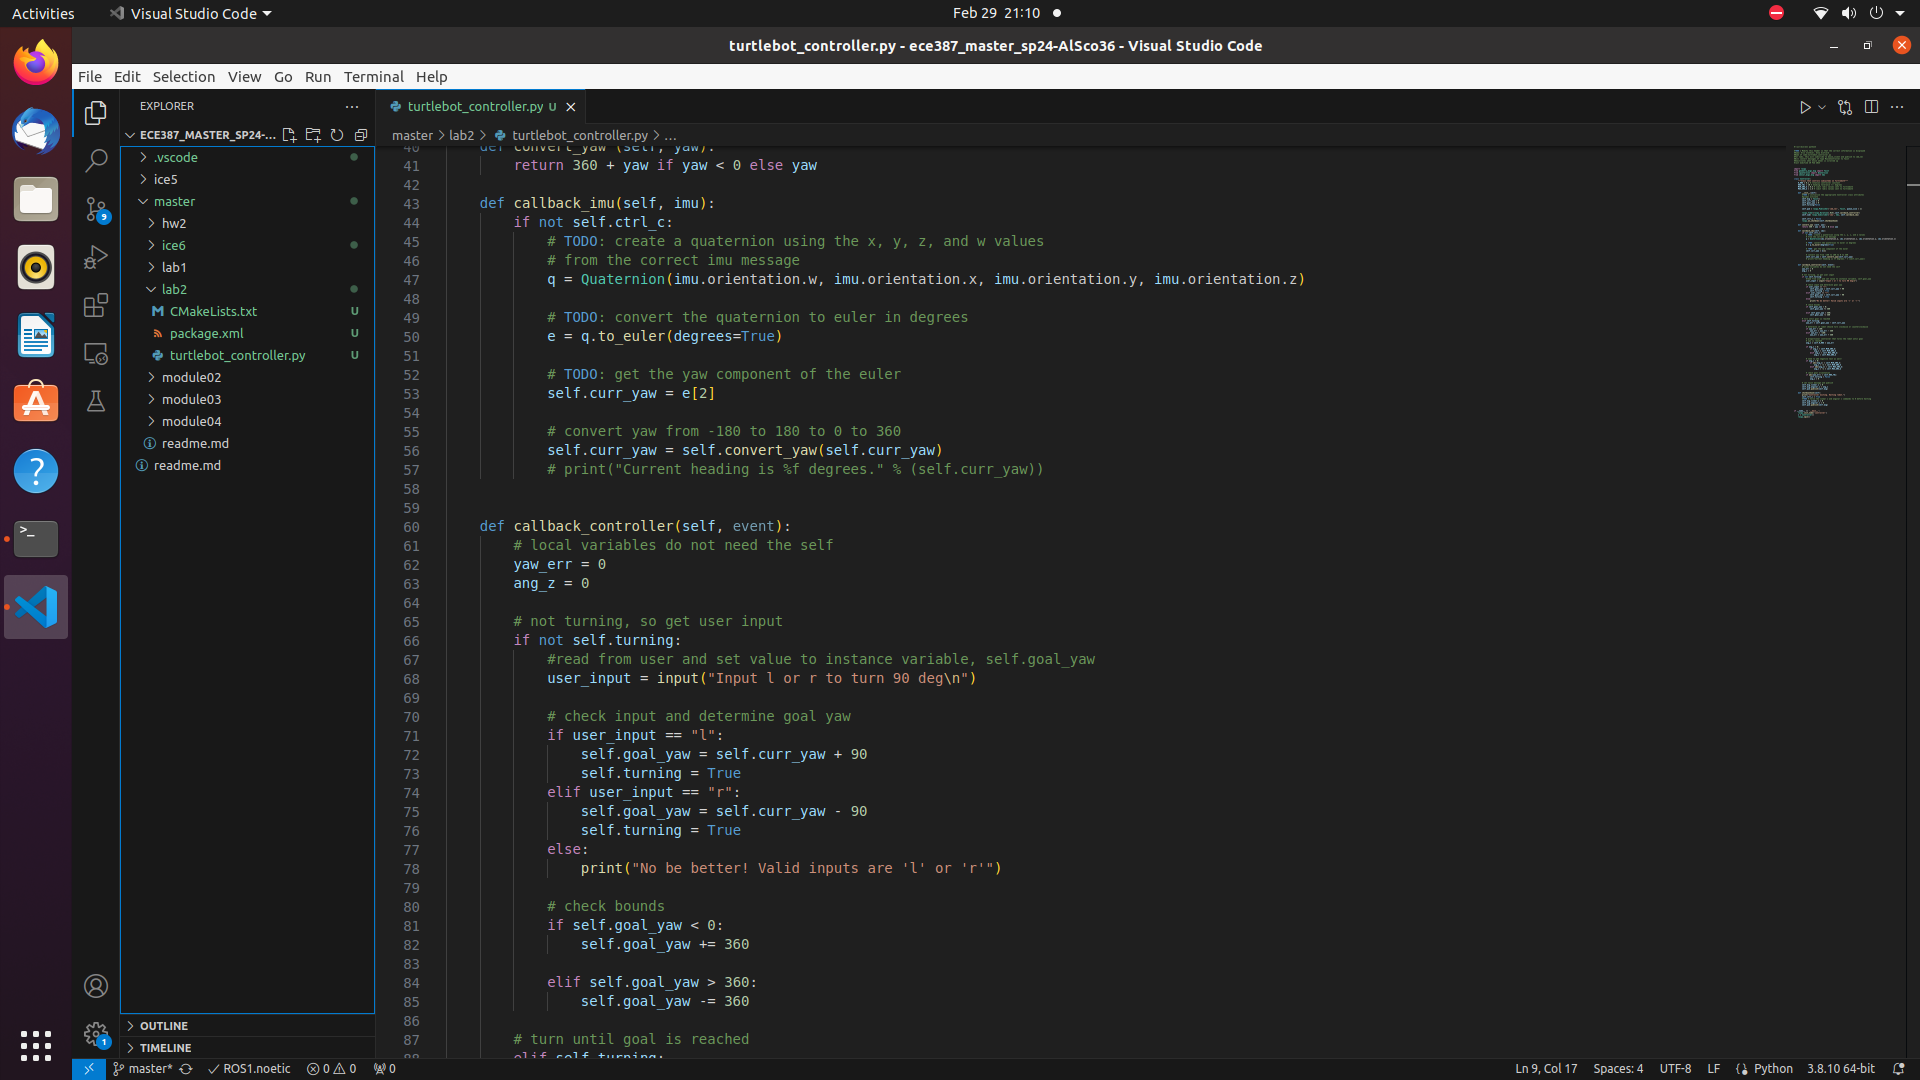 Activities
Visual Studio Code
Feb 29 21:10
turtlebot_controller.py - ece387_master_sp24-AlSco36 - Visual Studio Code
File Edit Selection View Go Run Terminal Help
EXPLORER
turtlebot_controller.py U
ECE387_MASTER_SP24-...
master > lab2 > turtlebot_controller.py > ...
.vscode
ice5
master
hw2
ice6
lab1
lab2
CMakeLists.txt U
package.xml U
turtlebot_controller.py U
module02
module03
module04
readme.md
readme.md
OUTLINE
TIMELINE
9
1
40 def convert_yaw (self, yaw):
41 return 360 + yaw if yaw < 0 else yaw
42
43 def callback_imu(self, imu):
44 if not self.ctrl_c:
45 # TODO: create a quaternion using the x, y, z, and w values
46 # from the correct imu message
47 q = Quaternion(imu.orientation.w, imu.orientation.x, imu.orientation.y, imu.orientation.z)
48
49 # TODO: convert the quaternion to euler in degrees
50 e = q.to_euler(degrees=True)
51
52 # TODO: get the yaw component of the euler
53 self.curr_yaw = e[2]
54
55 # convert yaw from -180 to 180 to 0 to 360
56 self.curr_yaw = self.convert_yaw(self.curr_yaw)
57 # print("Current heading is %f degrees." % (self.curr_yaw))
58
59
60 def callback_controller(self, event):
61 # local variables do not need the self
62 yaw_err = 0
63 ang_z = 0
64
65 # not turning, so get user input
66 if not self.turning:
67 #read from user and set value to instance variable, self.goal_yaw
68 user_input = input("Input l or r to turn 90 deg\n")
69
70 # check input and determine goal yaw
71 if user_input == "l":
72 self.goal_yaw = self.curr_yaw + 90
73 self.turning = True
74 elif user_input == "r":
75 self.goal_yaw = self.curr_yaw - 90
76 self.turning = True
77 else:
78 print("No be better! Valid inputs are 'l' or 'r'")
79
80 # check bounds
81 if self.goal_yaw < 0:
82 self.goal_yaw += 360
83
84 elif self.goal_yaw > 360:
85 self.goal_yaw -= 360
86
87 # turn until goal is reached
88 elif self.turning:
master* ROS1.noetic 0 0 0
Ln 9, Col 17 Spaces: 4 UTF-8 LF Python 3.8.10 64-bit